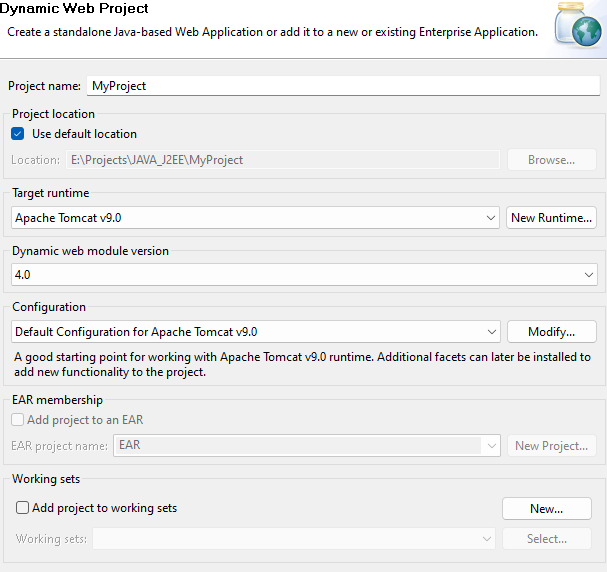 Dynamic Web Project
Create a standalone Java-based Web Application or add it to a new or existing Enterprise Application.
Project name: MyProject
Project location
Use default location
Location: E:\Projects\JAVA_J2EE\MyProject Browse...
Target runtime
Apache Tomcat v9.0 New Runtime...
Dynamic web module version
4.0
Configuration
Default Configuration for Apache Tomcat v9.0 Modify...
A good starting point for working with Apache Tomcat v9.0 runtime. Additional facets can later be installed to
add new functionality to the project.
EAR membership
Add project to an EAR
EAR project name: EAR New Project...
Working sets
Add project to working sets New...
Working sets: Select...